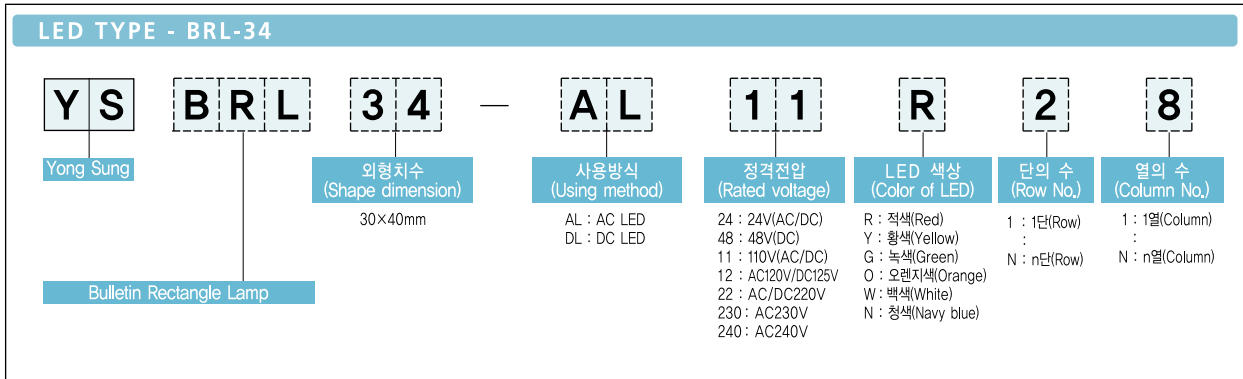 LED TYPE - BRL-34
YS BRL 34 — AL 11 R 2 8
Yong Sung
Bulletin Rectangle Lamp
외형치수
(Shape dimension)
30×40mm
사용방식
(Using method)
AL : AC LED
DL : DC LED
정격전압
(Rated voltage)
24 : 24V(AC/DC)
48 : 48V(DC)
11 : 110V(AC/DC)
12 : AC120V/DC125V
22 : AC/DC220V
230 : AC230V
240 : AC240V
LED 색상
(Color of LED)
R : 적색(Red)
Y : 황색(Yellow)
G : 녹색(Green)
O : 오렌지색(Orange)
W : 백색(White)
N : 청색(Navy blue)
단의 수
(Row No.)
1 : 1단(Row)
:
N : n단(Row)
열의 수
(Column No.)
1 : 1열(Column)
:
N : n열(Column)